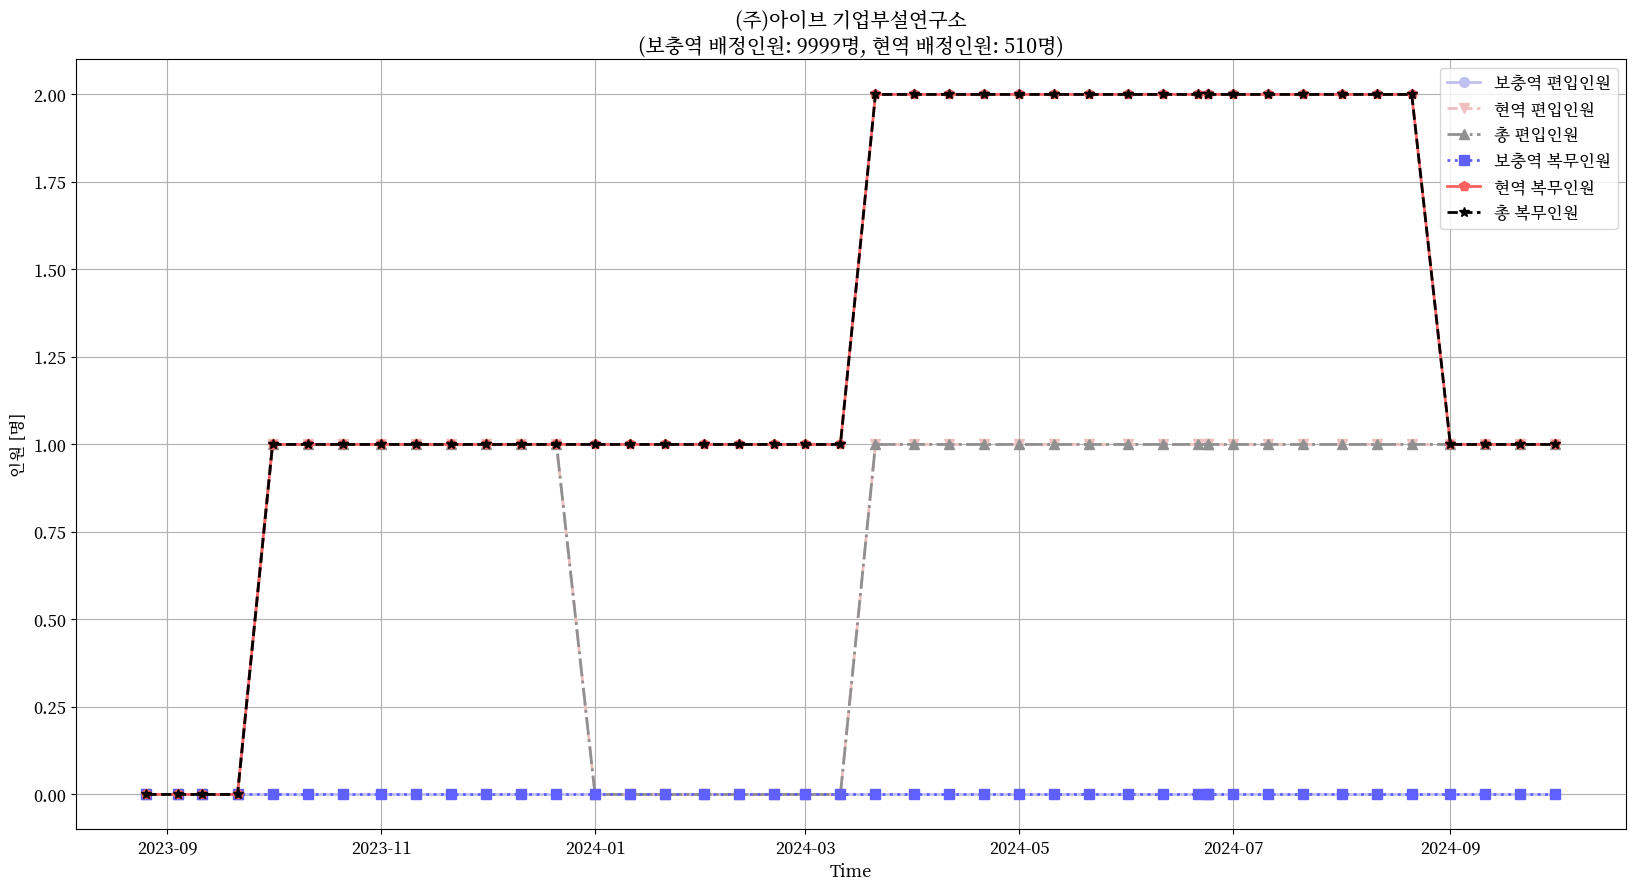 (주)아이브 기업부설연구소
(보충역 배정인원: 9999명, 현역 배정인원: 510명)
보충역 편입인원
현역 편입인원
총 편입인원
보충역 복무인원
현역 복무인원
총 복무인원
인원 [명]
2.00
1.75
1.50
1.25
1.00
0.75
0.50
0.25
0.00
2023-09
2023-11
2024-01
2024-03
2024-05
2024-07
2024-09
Time